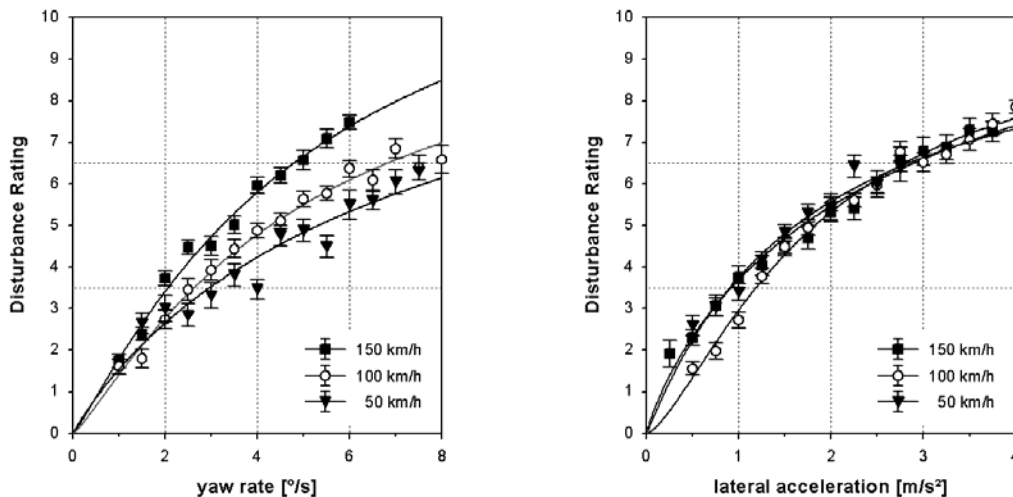 10
9
8
7
6
5
4
3
2
1
0
Disturbance Rating
150 km/h
100 km/h
50 km/h
0 2 4 6 8
yaw rate [º/s]
10
9
8
7
6
5
4
3
2
1
0
Disturbance Rating
150 km/h
100 km/h
50 km/h
0 1 2 3 4
lateral acceleration [m/s²]